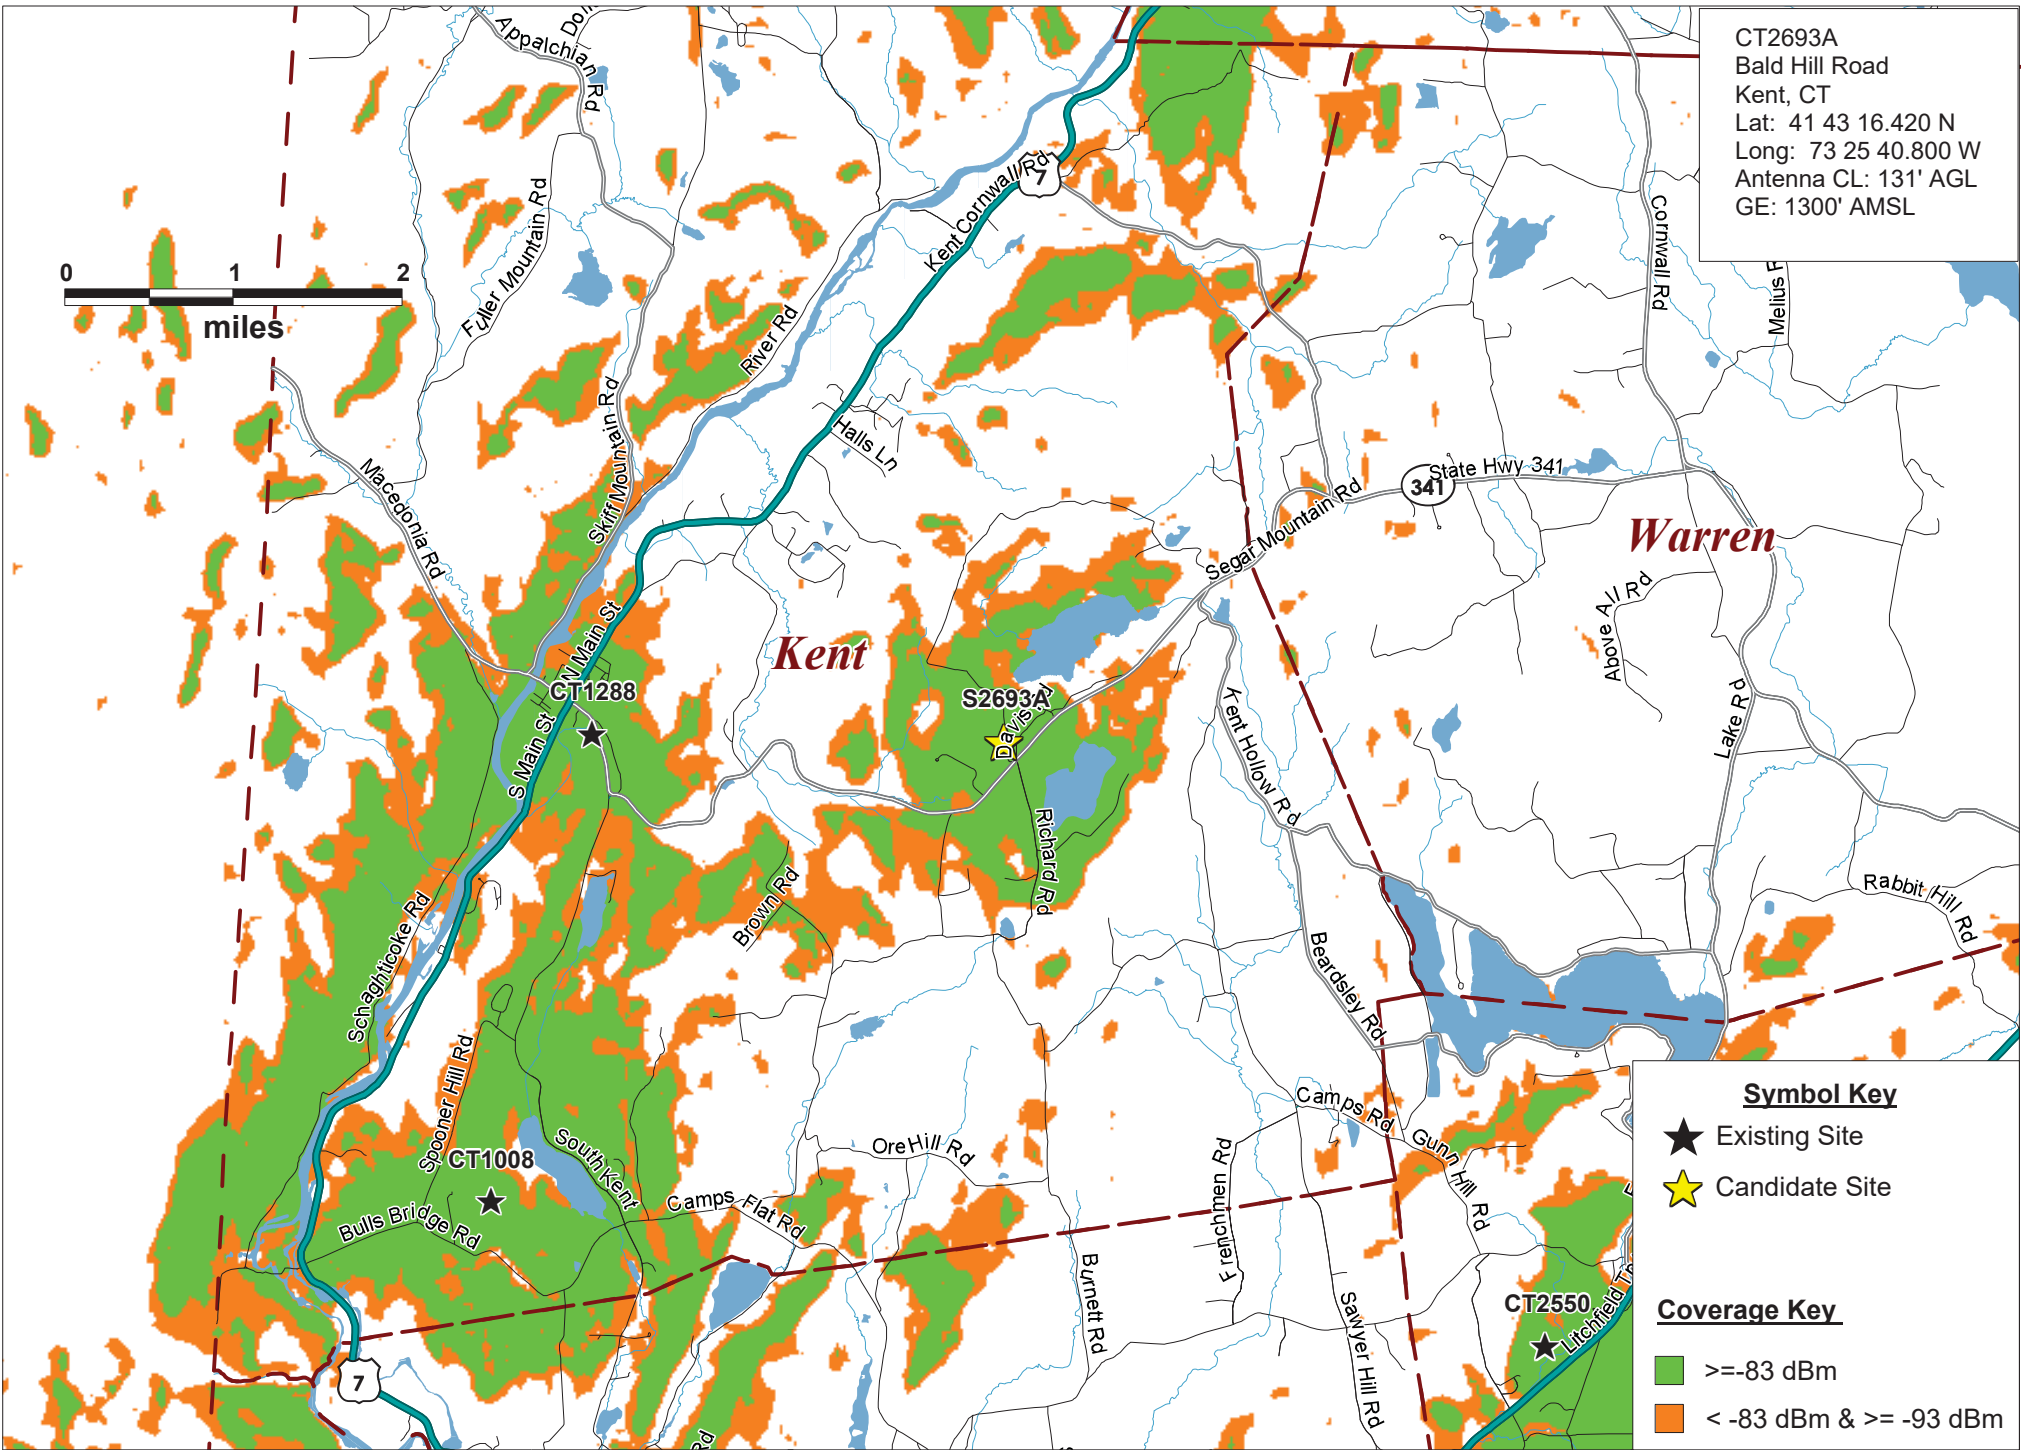 CT2693A
Bald Hill Road
Kent, CT
Lat: 41 43 16.420 N
Long: 73 25 40.800 W
Antenna CL: 131' AGL
GE: 1300' AMSL
Appalchian Rd
Fuller Mountain Rd
0 1 2
miles
Kent Cornwall Rd
7
River Rd
Cornwall Rd
Melius
Skiff Mountain Rd
Macedonia Rd
Halls Ln
State Hwy 341
341
Segar Mountain Rd
Warren
Above All Rd
Kent
N Main St
CT1288
S Main St
S2693A
Davis Rd
Kent Hollow Rd
Lake Rd
Richard Rd
Brown Rd
Rabbit Hill Rd
Schaghticoke Rd
Beardsley Rd
Spooner Hill Rd
CT1008
South Kent
Bulls Bridge Rd
Ore Hill Rd
Camps Flat Rd
Camps Rd
Gunn Hill Rd
Frenchmen Rd
Burnett Rd
Sawyer Hill Rd
CT2550
Litchfield
7
Rd
Symbol Key
Existing Site
Candidate Site
Coverage Key
>=-83 dBm
< -83 dBm & >= -93 dBm